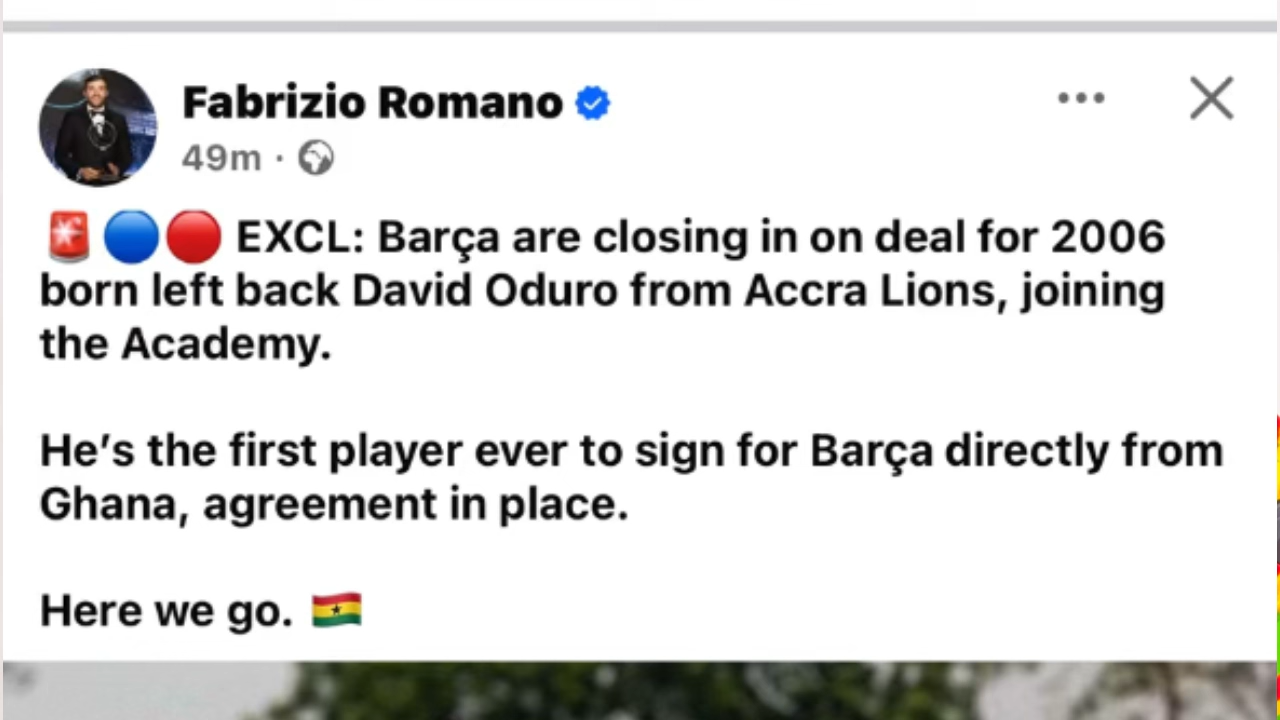 Fabrizio Romano
49m ·
🚨🔵🔴 EXCL: Barça are closing in on deal for 2006
born left back David Oduro from Accra Lions, joining
the Academy.
He’s the first player ever to sign for Barça directly from
Ghana, agreement in place.
Here we go. 🇬🇭